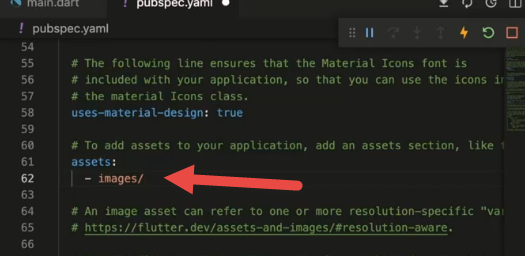 main.dart
pubspec.yaml
! pubspec.yaml
54
55 # The following line ensures that the Material Icons font is
56 # included with your application, so that you can use the icons in
57 # the material Icons class.
58 uses-material-design: true
59
60 # To add assets to your application, add an assets section, like
61 assets:
62 - images/
63
64 # An image asset can refer to one or more resolution-specific "var
65 # https://flutter.dev/assets-and-images/#resolution-aware.
66